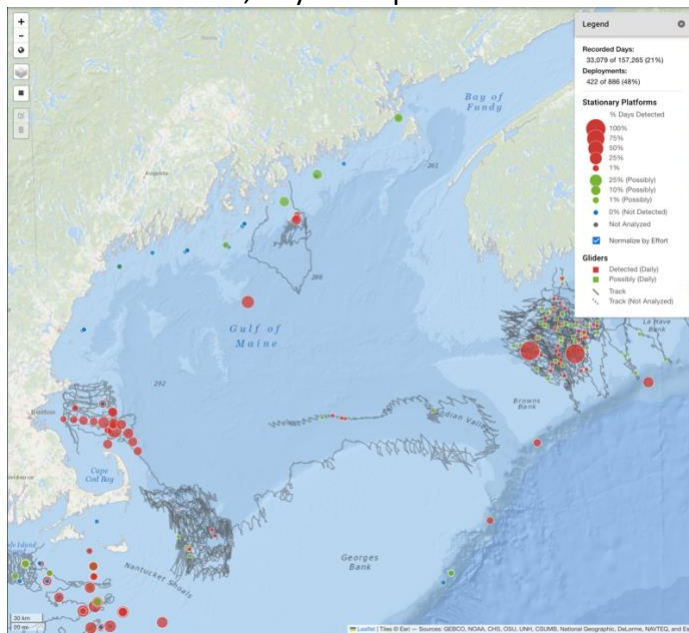 +
-
Legend
Recorded Days:
33,079 of 157,265 (21%)
Deployments:
422 of 886 (48%)
Stationary Platforms
% Days Detected
100%
75%
50%
25%
1%
25% (Possibly)
10% (Possibly)
1% (Possibly)
0% (Not Detected)
Not Analyzed
Normalize by Effort
Gliders
Detected (Daily)
Possibly (Daily)
Track
Track (Not Analyzed)
Bay of
Fundy
Augusta
Gulf of
Maine
La Have
Bank
292
Browns
Bank
Boston
Cape
Cod Bay
Georges
Bank
Nantucket Shoals
30 km
20 mi
Leaflet | Tiles © Esri — Sources: GEBCO, NOAA, CHS, OSU, UNH, CSUMB, National Geographic, DeLorme, NAVTEQ, and Es